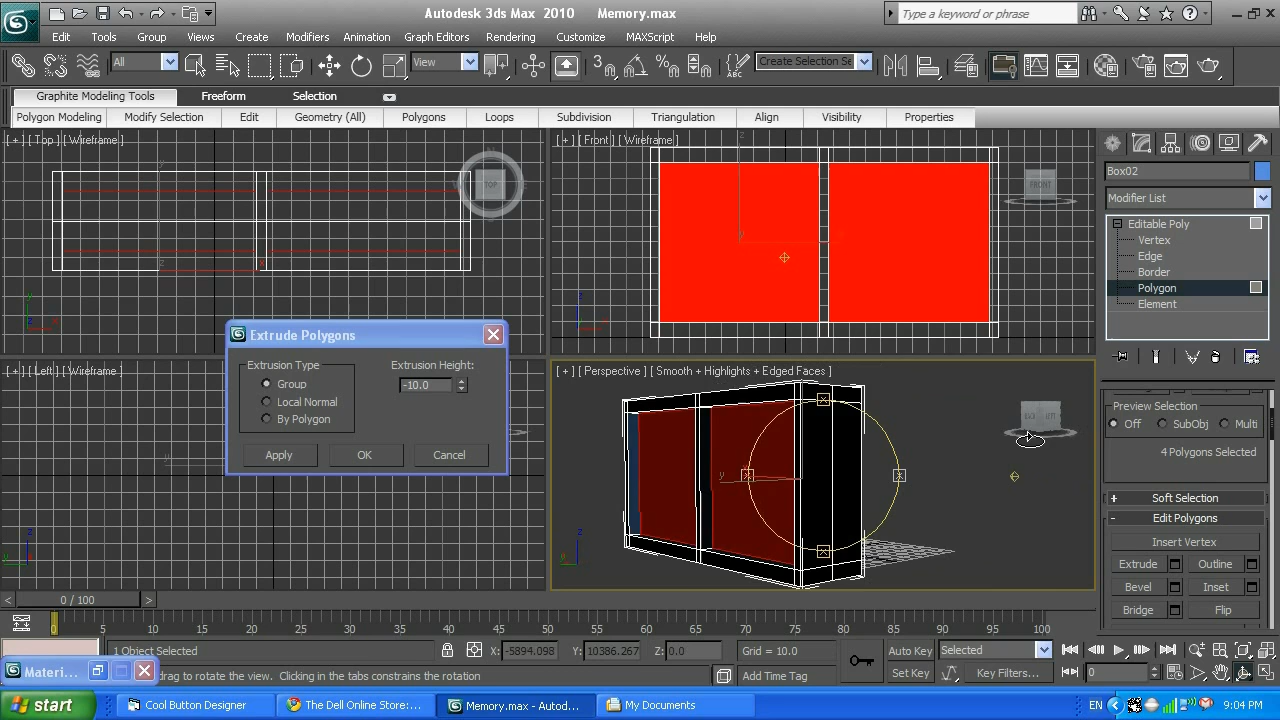 Autodesk 3ds Max 2010 Memory.max
Type a keyword or phrase
Edit Tools Group Views Create Modifiers Animation Graph Editors Rendering Customize MAXScript Help
All View Create Selection Se
Graphite Modeling Tools Freeform Selection
Polygon Modeling Modify Selection Edit Geometry (All) Polygons Loops Subdivision Triangulation Align Visibility Properties
[ + ] [ Top ] [ Wireframe ]
TOP
[ + ] [ Front ] [ Wireframe ]
FRONT
Box02
Modifier List
Editable Poly
Vertex
Edge
Border
Polygon
Element
Extrude Polygons
Extrusion Type
Group
Local Normal
By Polygon
Extrusion Height:
-10.0
Apply OK Cancel
[ + ] [ Left ] [ Wireframe ]
[ + ] [ Perspective ] [ Smooth + Highlights + Edged Faces ]
BACK LEFT
Preview Selection
Off SubObj Multi
4 Polygons Selected
+ Soft Selection
- Edit Polygons
Insert Vertex
Extrude Outline
Bevel Inset
Bridge Flip
< 0 / 100 >
0 5 10 15 20 25 30 35 40 45 50 55 60 65 70 75 80 85 90 95 100
1 Object Selected X: -5894.098 Y: 10386.267 Z: 0.0 Grid = 10.0 Auto Key Selected
Materi... drag to rotate the view. Clicking in the tabs constrains the rotation Add Time Tag Set Key Key Filters... 0
start Cool Button Designer The Dell Online Store:... Memory.max - Autod... My Documents EN 9:04 PM